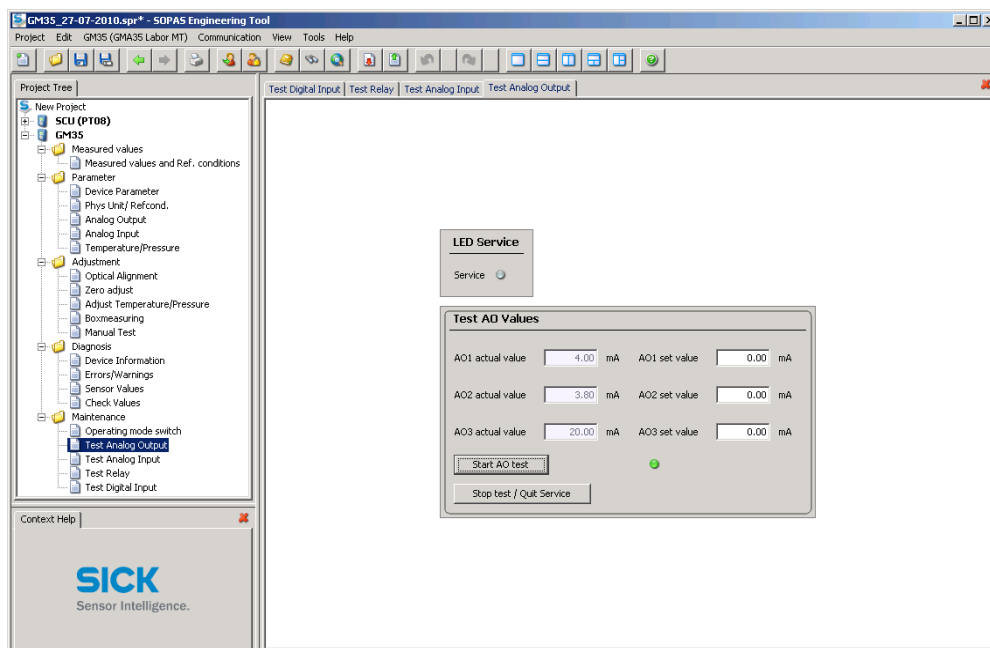 GM35_27-07-2010.spr* - SOPAS Engineering Tool
Project Edit GM35 (GMA35 Labor MT) Communication View Tools Help
Project Tree
New Project
SCU (PT08)
GM35
Measured values
Measured values and Ref. conditions
Parameter
Device Parameter
Phys Unit/ Refcond.
Analog Output
Analog Input
Temperature/Pressure
Adjustment
Optical Alignment
Zero adjust
Adjust Temperature/Pressure
Boxmeasuring
Manual Test
Diagnosis
Device Information
Errors/Warnings
Sensor Values
Check Values
Maintenance
Operating mode switch
Test Analog Output
Test Analog Input
Test Relay
Test Digital Input
Context Help
SICK
Sensor Intelligence.
Test Digital Input Test Relay Test Analog Input Test Analog Output
LED Service
Service
Test AO Values
AO1 actual value 4.00 mA AO1 set value 0.00 mA
AO2 actual value 3.80 mA AO2 set value 0.00 mA
AO3 actual value 20.00 mA AO3 set value 0.00 mA
Start AO test
Stop test / Quit Service